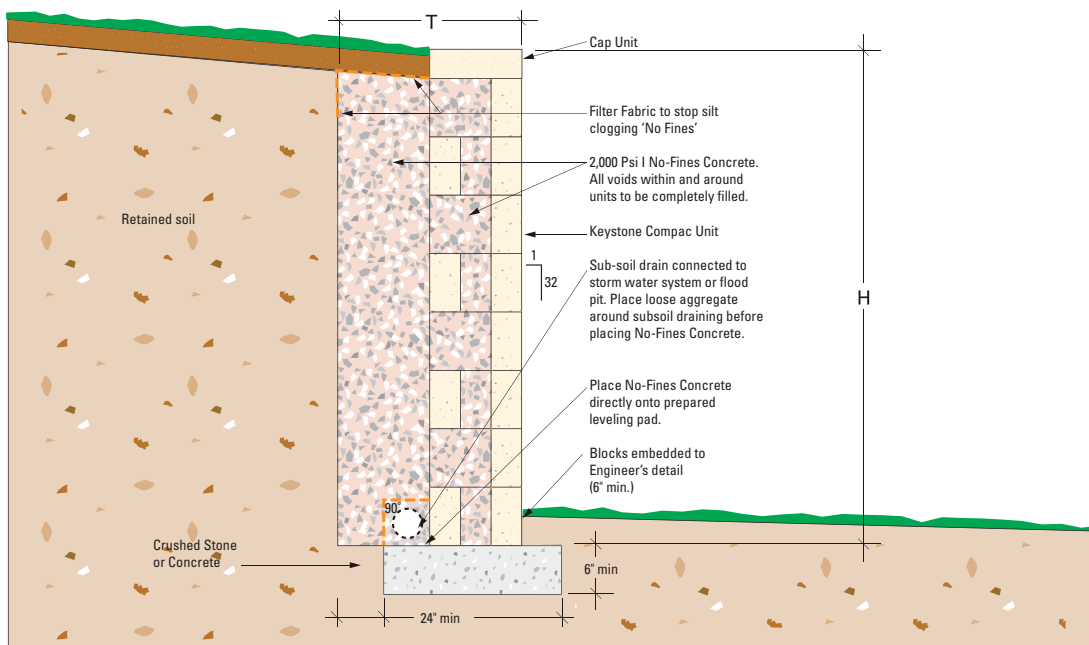 T
Cap Unit
Filter Fabric to stop silt
clogging ‘No Fines’
2,000 Psi I No-Fines Concrete.
All voids within and around
units to be completely filled.
Retained soil
Keystone Compac Unit
1
32
Sub-soil drain connected to
storm water system or flood
pit. Place loose aggregate
around subsoil draining before
placing No-Fines Concrete.
H
Place No-Fines Concrete
directly onto prepared
leveling pad.
Blocks embedded to
Engineer’s detail
(6" min.)
90°
Crushed Stone
or Concrete
6" min
24" min